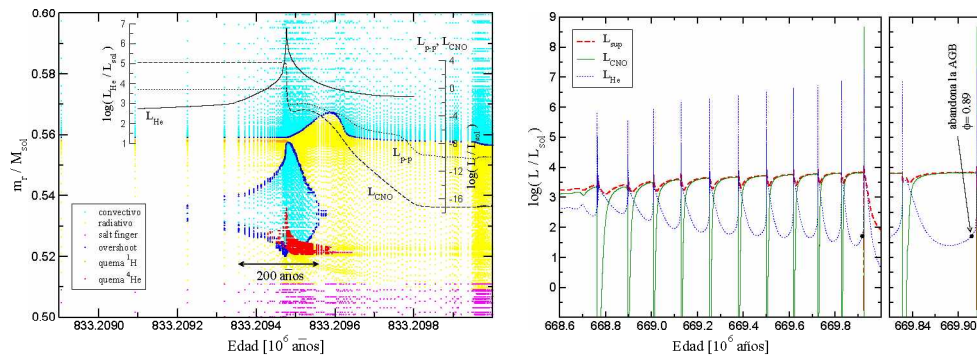 0.60
0.58
0.56
0.54
0.52
0.50
m_r / M_sol
7
6
5
4
3
2
1
log( L_He / L_sol )
L_He
L_p-p, L_CNO
4
0
-4
-8
-12
-16
log( L / L_sol )
L_p-p
L_CNO
convectivo
radiativo
salt finger
overshoot
quema ¹H
quema ⁴He
200 años
833.2090
833.2092
833.2094
833.2096
833.2098
Edad [10⁶ años]
9
8
7
6
5
4
3
2
1
0
log( L / L_sol )
L_sup
L_CNO
L_He
668.6
668.8
669.0
669.2
669.4
669.6
669.8
Edad [10⁶ años]
abandona la AGB
ϕ= 0.89
669.84
669.90